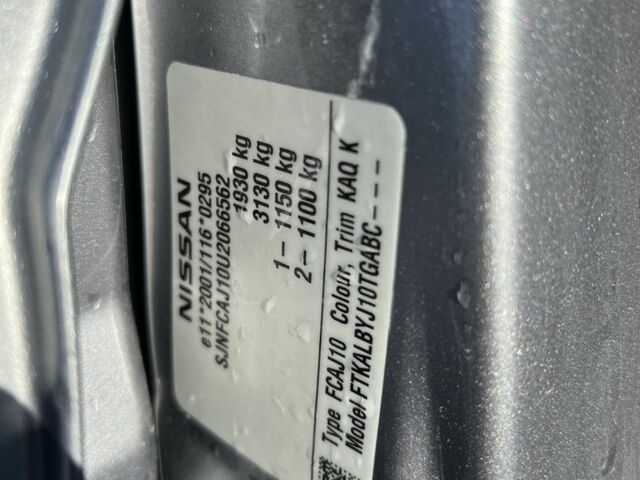 NISSAN
e11*2001/116*0295
SJNFCAJ10U2066562
1930 kg
3130 kg
1– 1150 kg
2– 1100 kg
Type FCAJ10 Colour, Trim KAQ K
Model FTKALBYJ10TGABC– – –